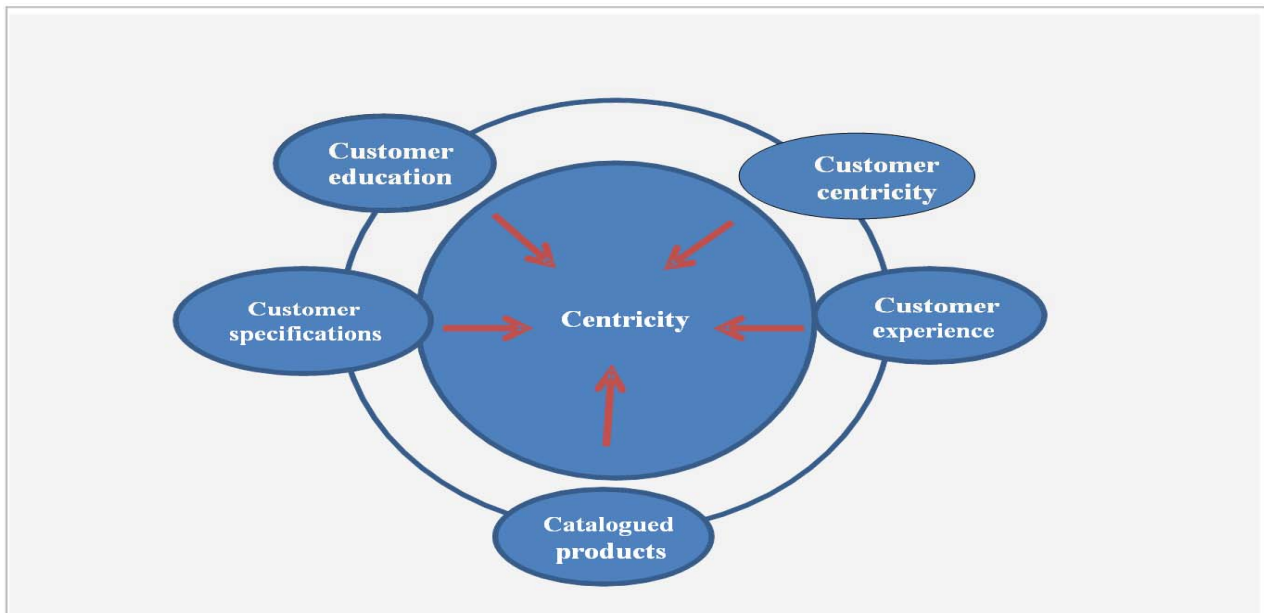 Customer
education
Customer
centricity
Customer
specifications
Centricity
Customer
experience
Catalogued
products